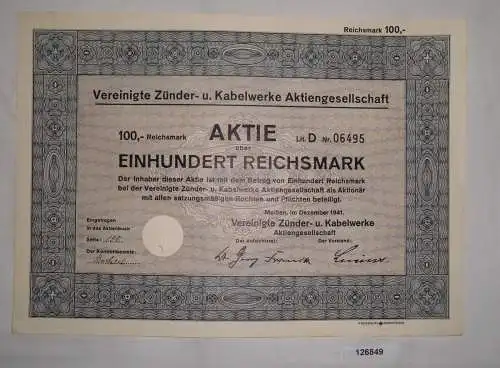 Reichsmark 100,-
Vereinigte Zünder- u. Kabelwerke Aktiengesellschaft
100,- Reichsmark AKTIE Lit. D Nr. 06495
über
EINHUNDERT REICHSMARK
Der Inhaber dieser Aktie ist mit dem Betrag von Einhundert Reichsmark
bei der Vereinigte Zünder- u. Kabelwerke Aktiengesellschaft als Aktionär
mit allen satzungsmäßigen Rechten und Pflichten beteiligt.
Meißen, im Dezember 1941.
Eingetragen
in das Aktienbuch
Seite:
Der Kontrollbeamte:
Vereinigte Zünder- u. Kabelwerke
Aktiengesellschaft
Der Aufsichtsrat: Der Vorstand:
126849